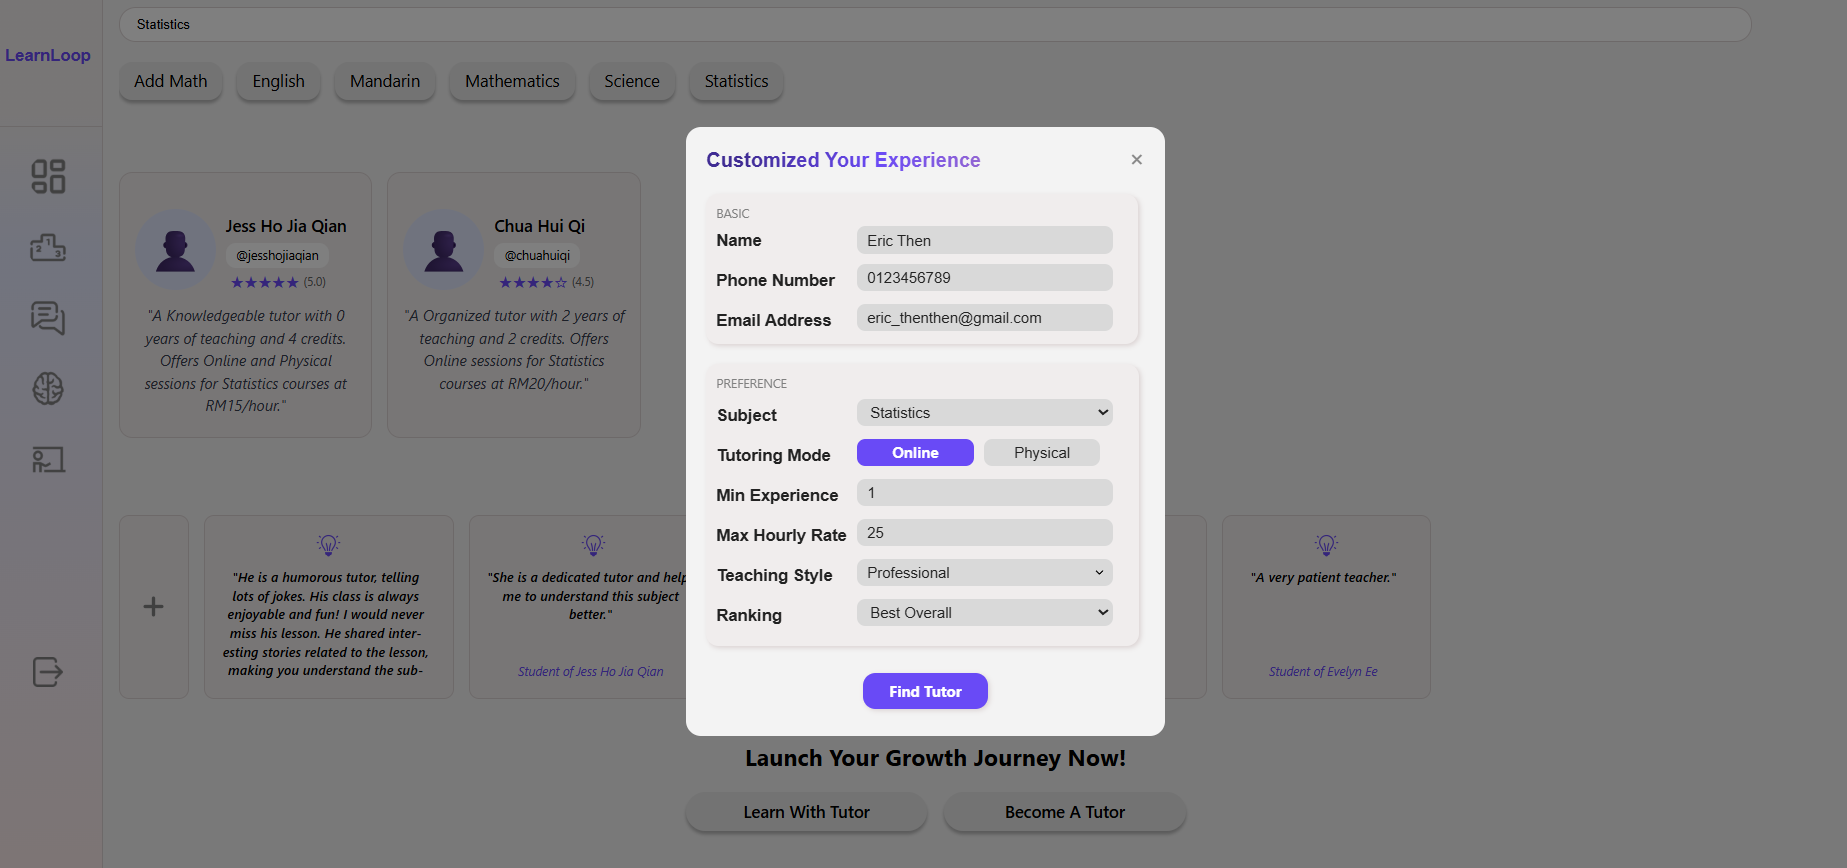 LearnLoop
Statistics
Add Math
English
Mandarin
Mathematics
Science
Statistics
Jess Ho Jia Qian
@jesshojiaqian
★★★★★ (5.0)
"A Knowledgeable tutor with 0
years of teaching and 4 credits.
Offers Online and Physical
sessions for Statistics courses at
RM15/hour."
Chua Hui Qi
@chuahuiqi
★★★★☆ (4.5)
"A Organized tutor with 2 years of
teaching and 2 credits. Offers
Online sessions for Statistics
courses at RM20/hour."
Customized Your Experience
×
BASIC
Name
Eric Then
Phone Number
0123456789
Email Address
eric_thenthen@gmail.com
PREFERENCE
Subject
Statistics
Tutoring Mode
Online
Physical
Min Experience
1
Max Hourly Rate
25
Teaching Style
Professional
Ranking
Best Overall
Find Tutor
+
"He is a humorous tutor, telling
lots of jokes. His class is always
enjoyable and fun! I would never
miss his lesson. He shared inter-
esting stories related to the lesson,
making you understand the sub-
"She is a dedicated tutor and help
me to understand this subject
better."
Student of Jess Ho Jia Qian
"A very patient teacher."
Student of Evelyn Ee
Launch Your Growth Journey Now!
Learn With Tutor
Become A Tutor